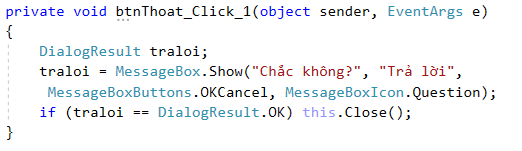 private void btnThoat_Click_1(object sender, EventArgs e)
{
DialogResult traloi;
traloi = MessageBox.Show("Chắc không?", "Trả lời",
MessageBoxButtons.OKCancel, MessageBoxIcon.Question);
if (traloi == DialogResult.OK) this.Close();
}